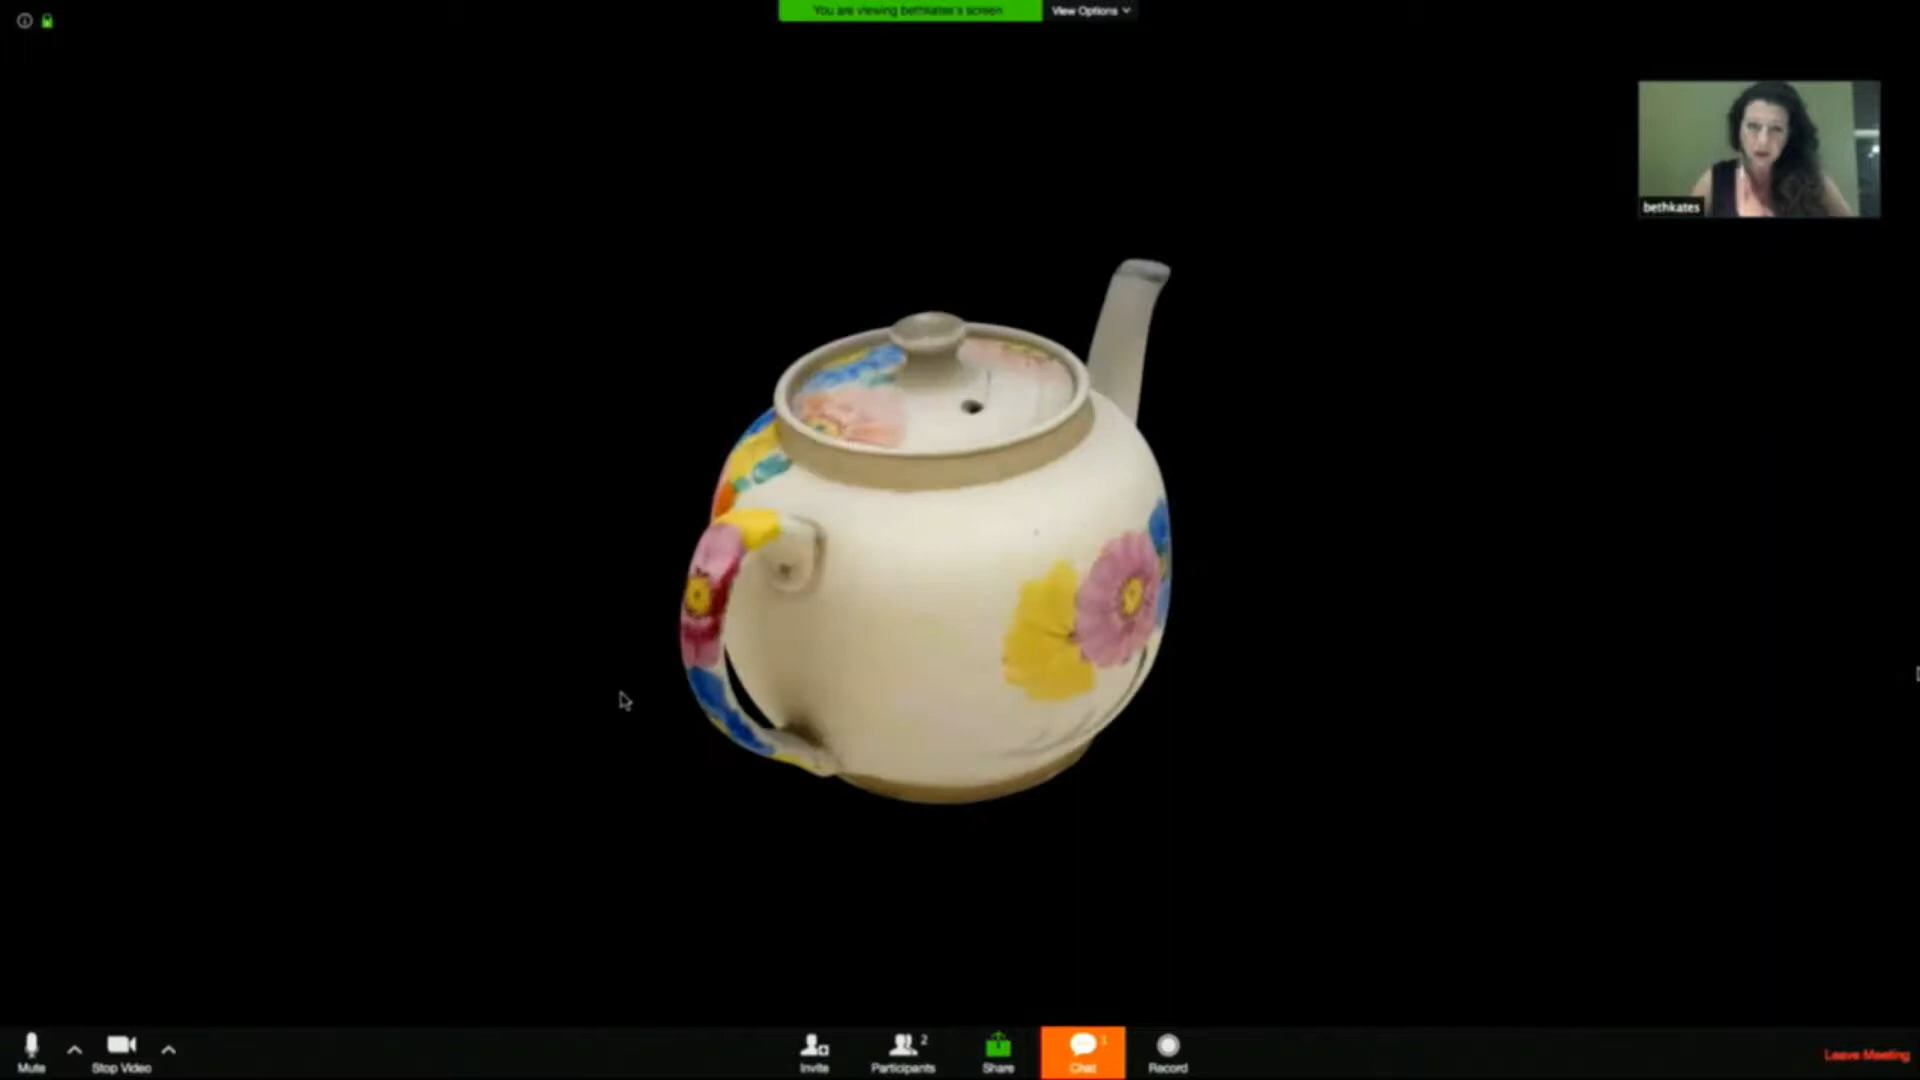 You are viewing bethkates's screen
View Options
bethkates
Mute
Stop Video
Invite
2
Participants
Share
1
Chat
Record
Leave Meeting